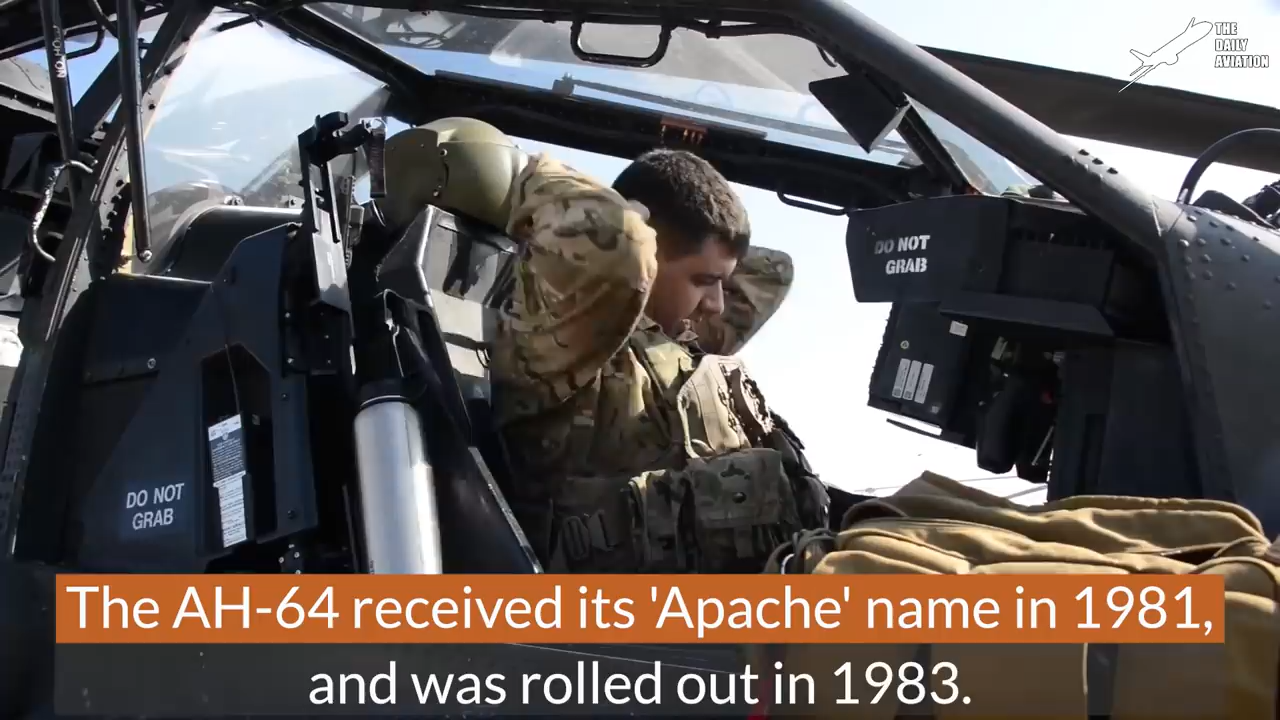 THE
DAILY
AVIATION
DO NOT
GRAB
DO NOT
GRAB
The AH-64 received its 'Apache' name in 1981,
and was rolled out in 1983.